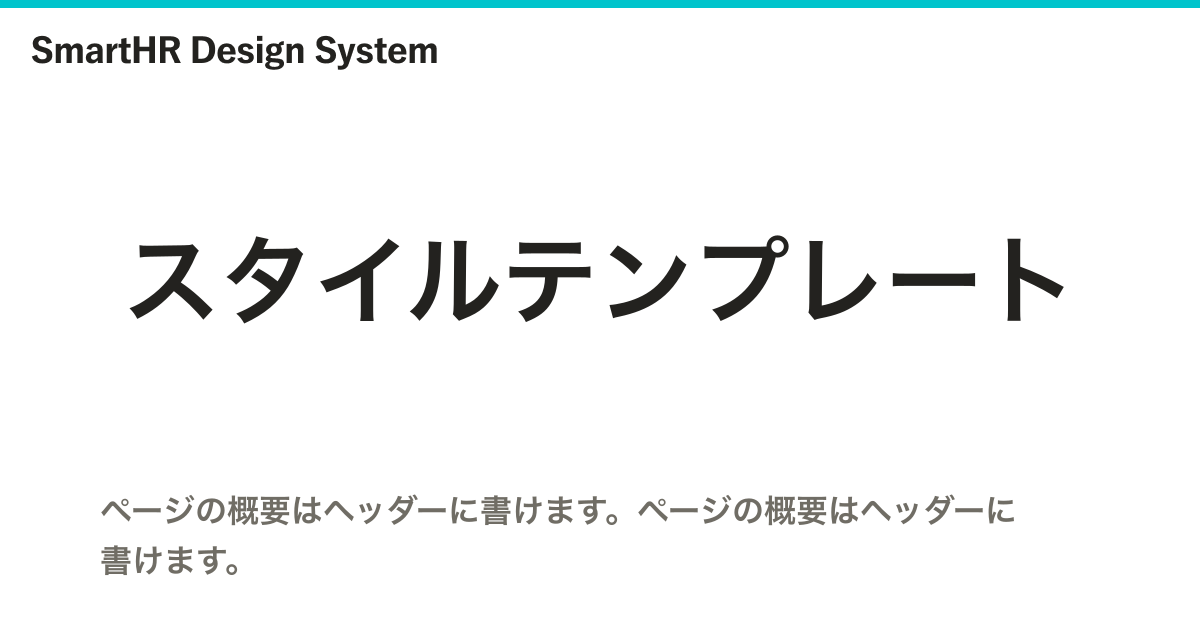 SmartHR Design System
スタイルテンプレート
ページの概要はヘッダーに書けます。ページの概要はヘッダーに
書けます。